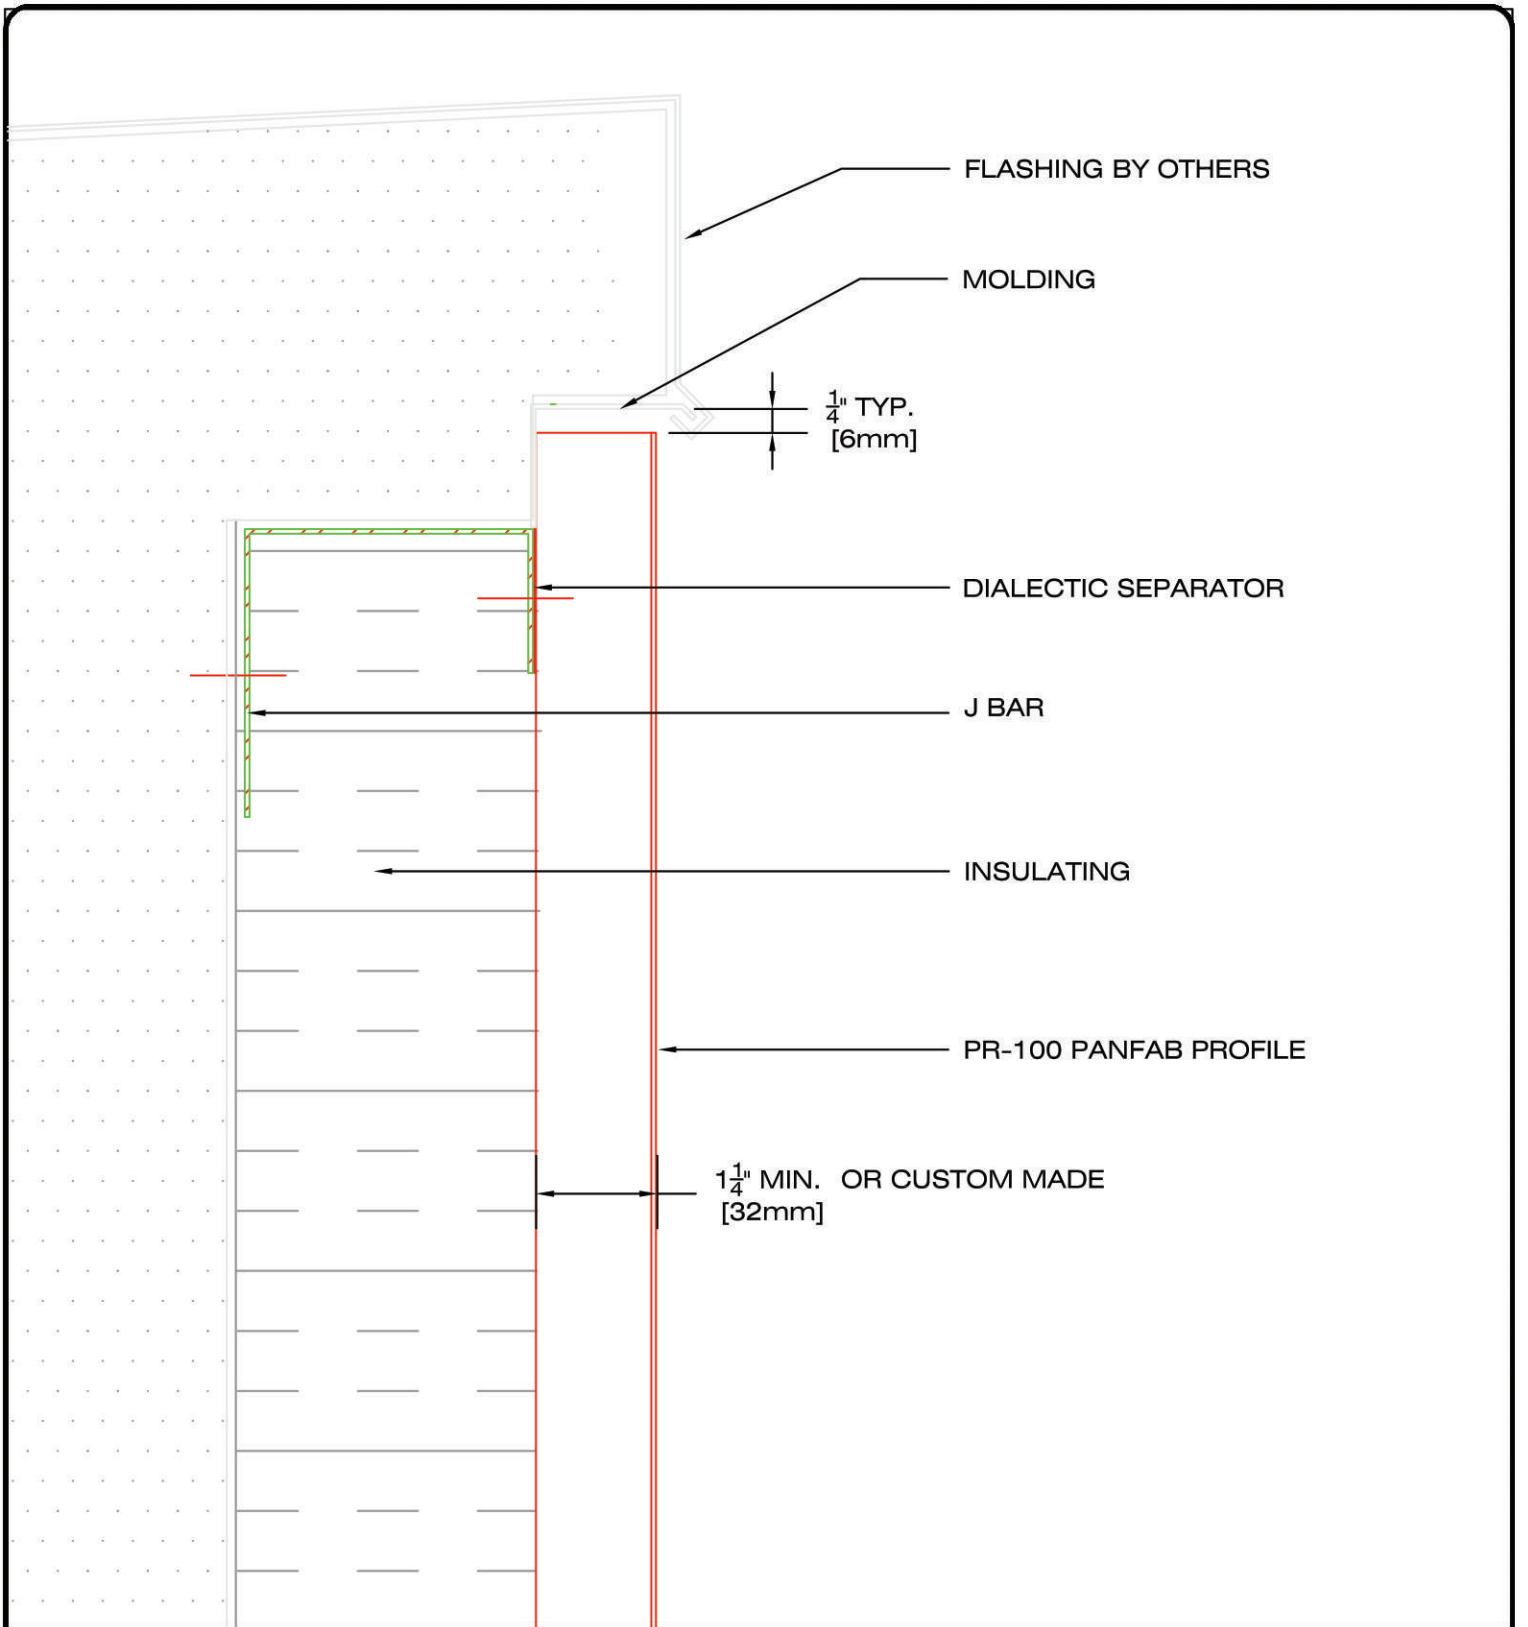 FLASHING BY OTHERS
MOLDING
1/4" TYP.
[6mm]
DIALECTIC SEPARATOR
J BAR
INSULATING
PR-100 PANFAB PROFILE
1 1/4" MIN. OR CUSTOM MADE
[32mm]